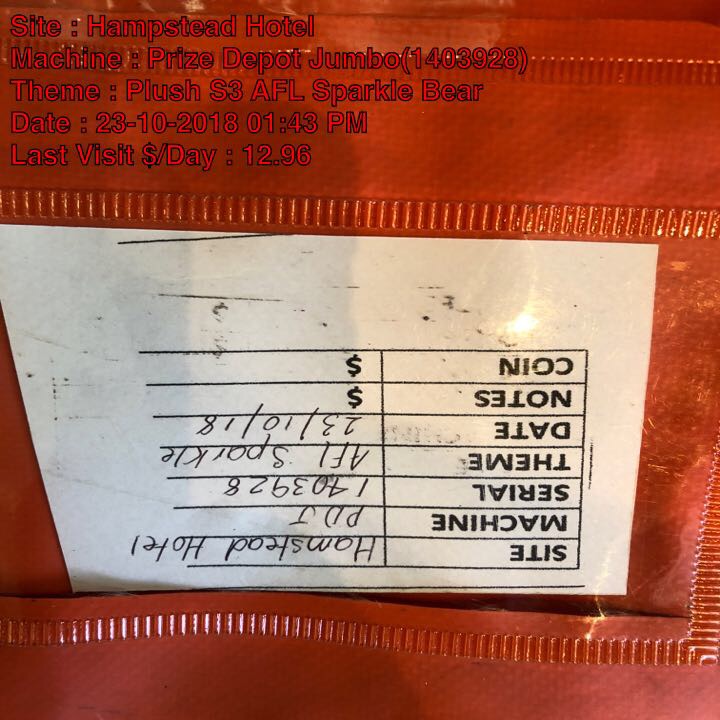 Site : Hampstead Hotel
Machine : Prize Depot Jumbo(1403928)
Theme : Plush S3 AFL Sparkle Bear
Date : 23-10-2018 01:43 PM
Last Visit $/Day : 12.96
SITE Hamstead Hotel
MACHINE PDJ
SERIAL 1403928
THEME AFL Sparkle
DATE 23/10/18
NOTES $
COIN $